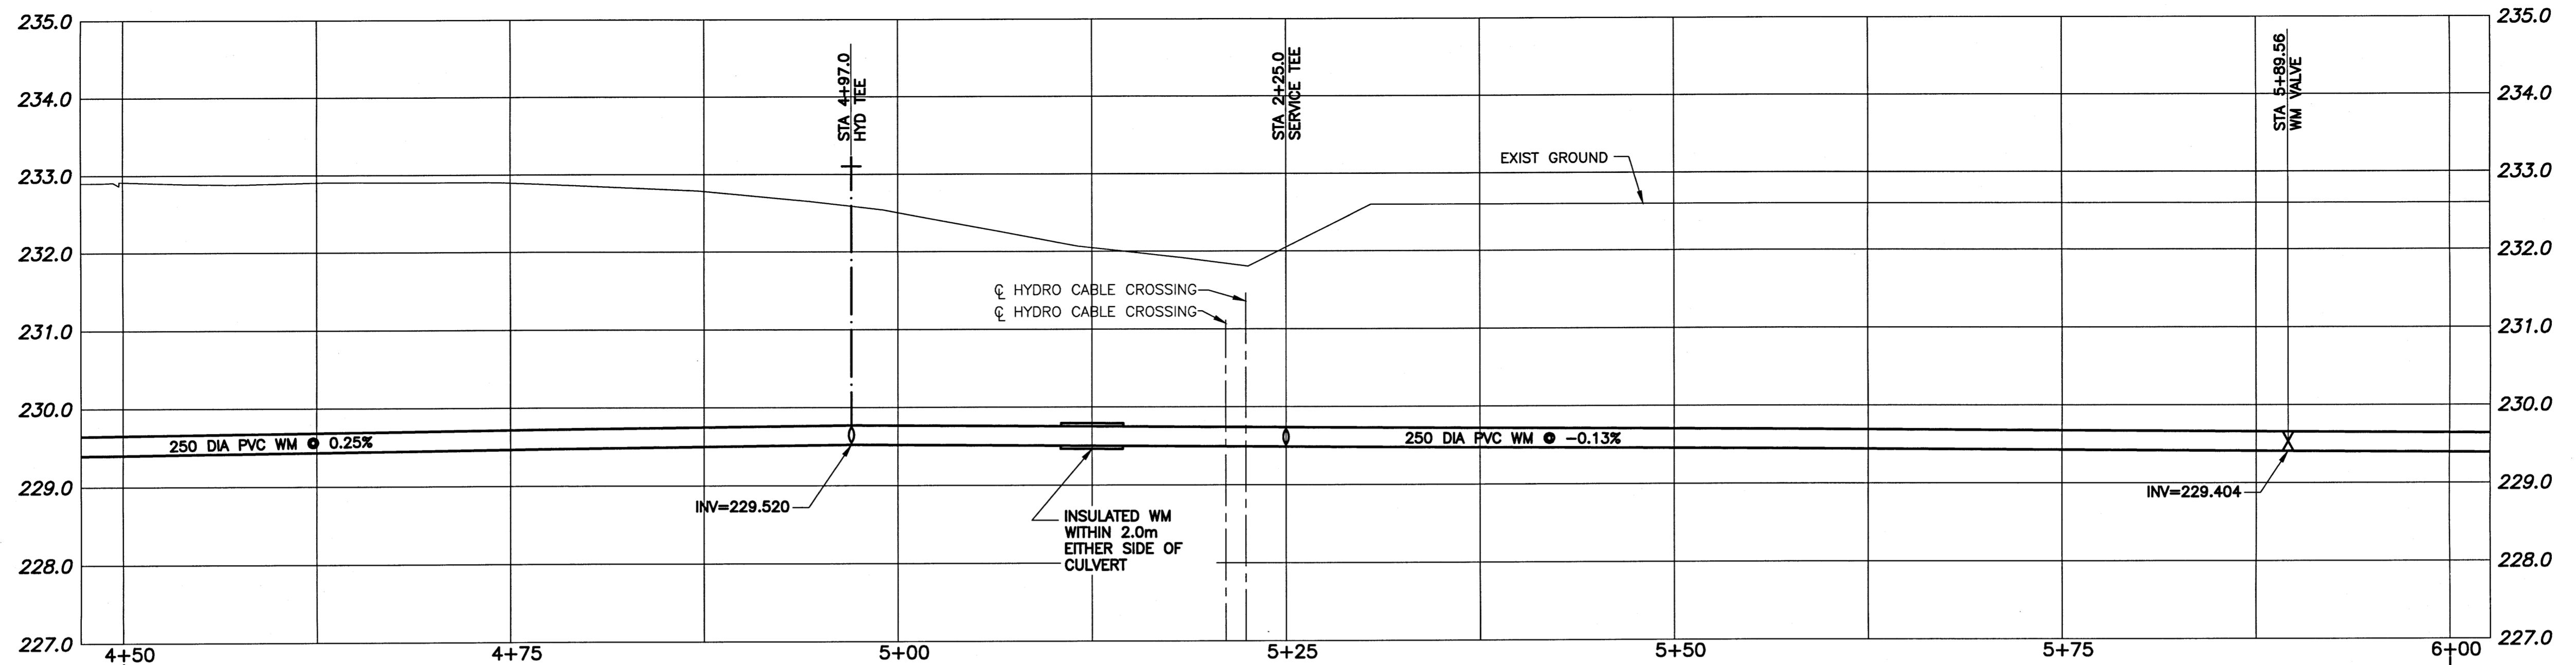 235.0
235.0
STA 4+97.0
HYD TEE
STA 2+25.0
SERVICE TEE
STA 5+89.56
WM VALVE
234.0
234.0
EXIST GROUND
233.0
233.0
232.0
232.0
℄ HYDRO CABLE CROSSING
℄ HYDRO CABLE CROSSING
231.0
231.0
230.0
230.0
250 DIA PVC WM @ 0.25%
250 DIA PVC WM @ -0.13%
229.0
229.0
INV=229.520
INV=229.404
INSULATED WM
WITHIN 2.0m
EITHER SIDE OF
CULVERT
228.0
228.0
227.0
227.0
4+50
4+75
5+00
5+25
5+50
5+75
6+00